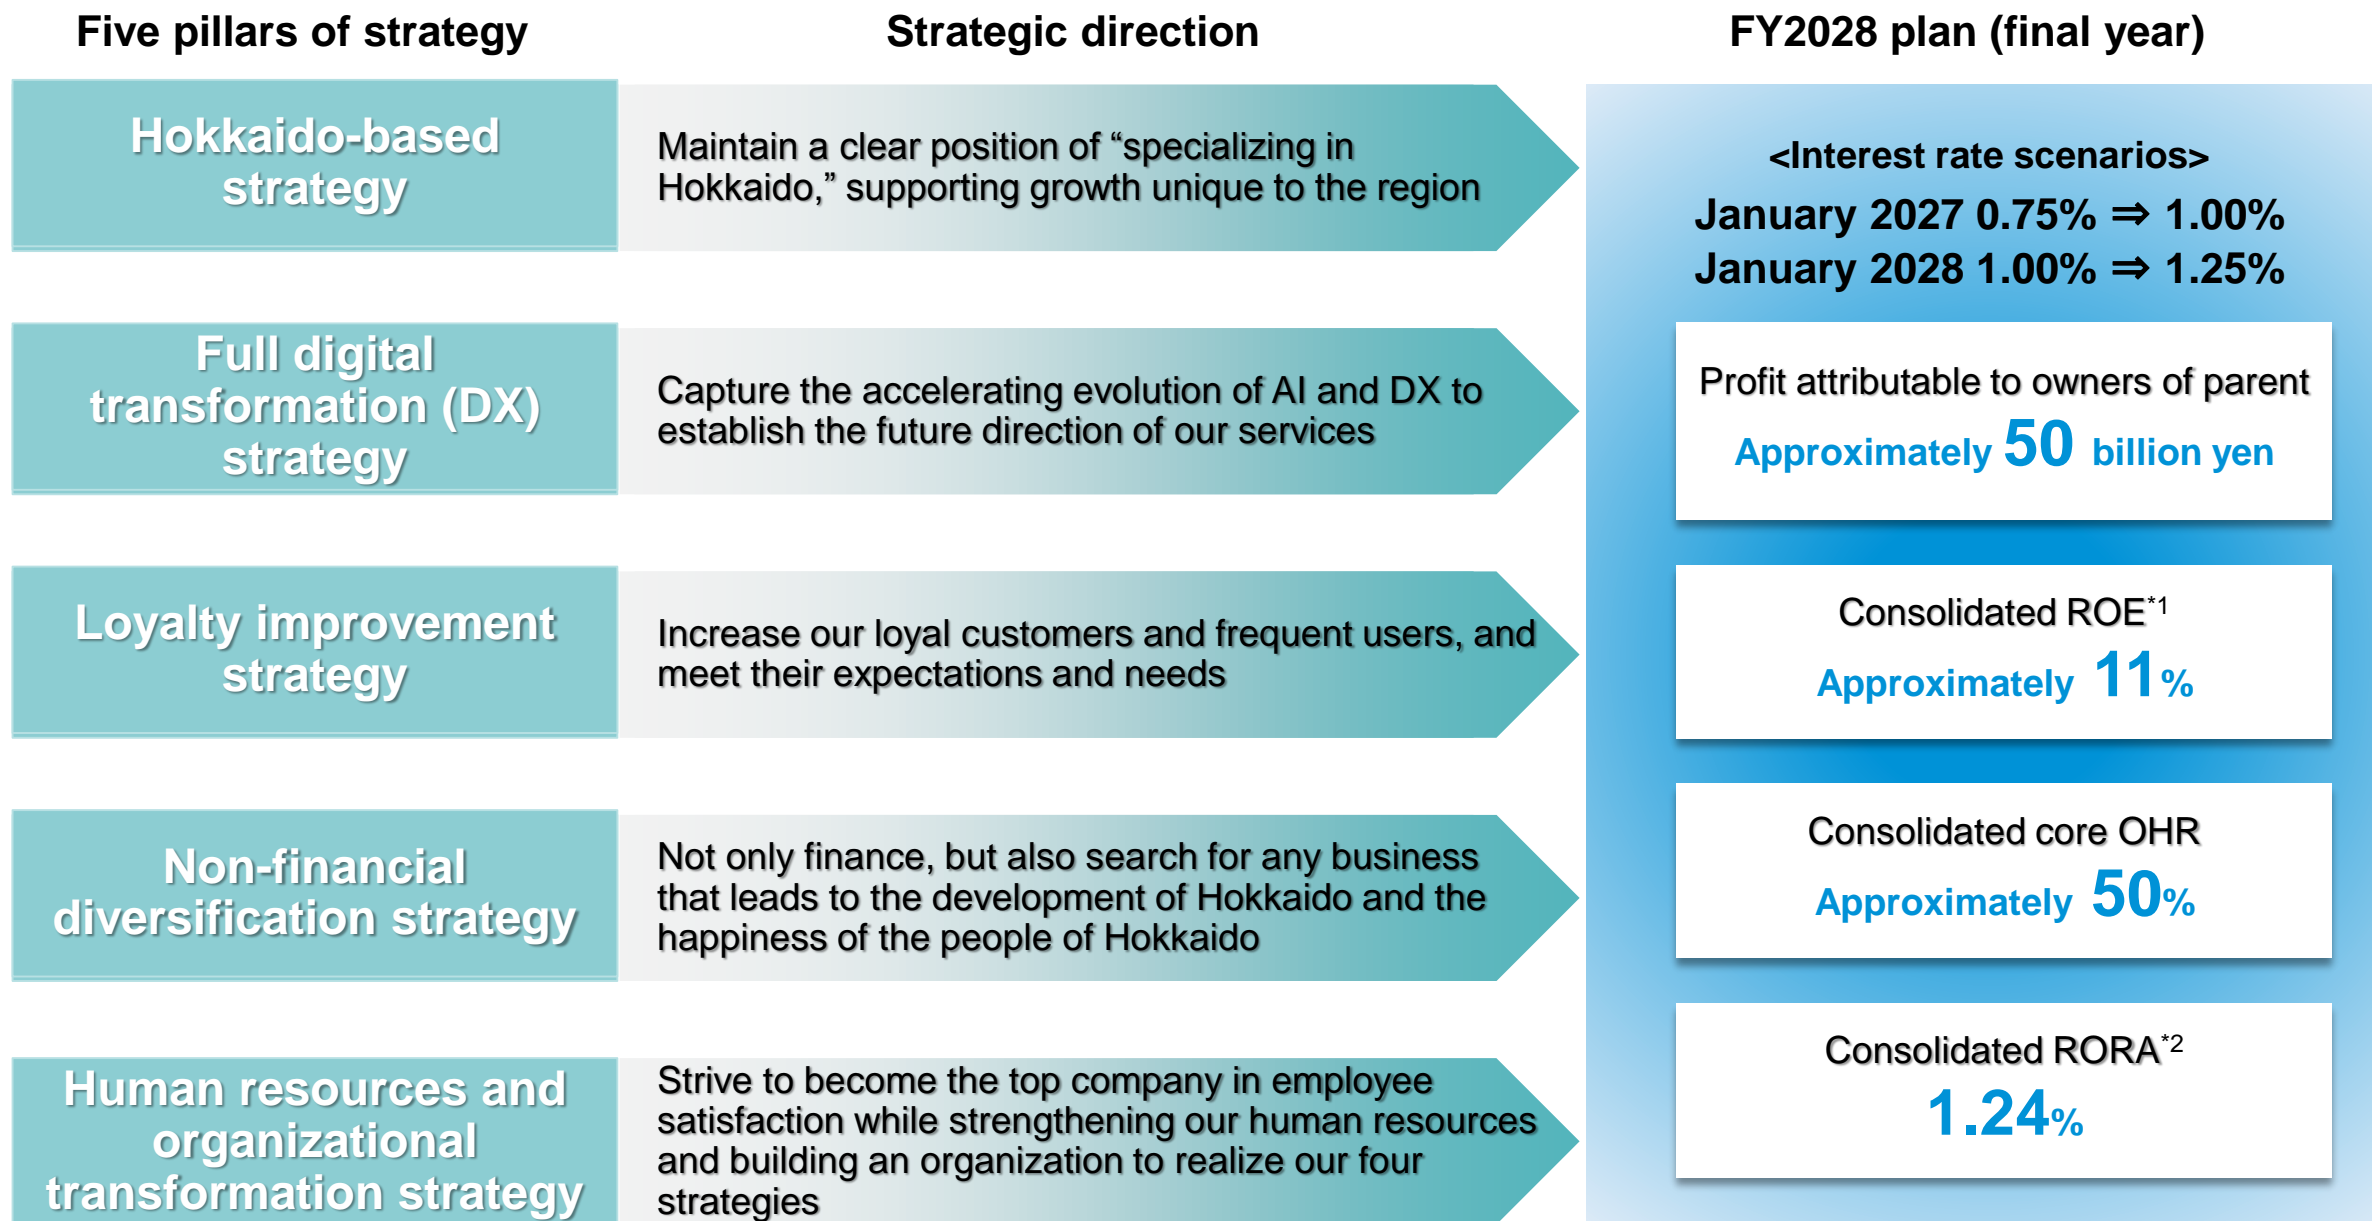 Five pillars of strategy
Strategic direction
FY2028 plan (final year)
Hokkaido-based
strategy
Maintain a clear position of “specializing in
Hokkaido,” supporting growth unique to the region
Full digital
transformation (DX)
strategy
Capture the accelerating evolution of AI and DX to
establish the future direction of our services
Loyalty improvement
strategy
Increase our loyal customers and frequent users, and
meet their expectations and needs
Non-financial
diversification strategy
Not only finance, but also search for any business
that leads to the development of Hokkaido and the
happiness of the people of Hokkaido
Human resources and
organizational
transformation strategy
Strive to become the top company in employee
satisfaction while strengthening our human resources
and building an organization to realize our four
strategies
<Interest rate scenarios>
January 2027 0.75% ⇒ 1.00%
January 2028 1.00% ⇒ 1.25%
Profit attributable to owners of parent
Approximately 50 billion yen
Consolidated ROE*1
Approximately 11%
Consolidated core OHR
Approximately 50%
Consolidated RORA*2
1.24%